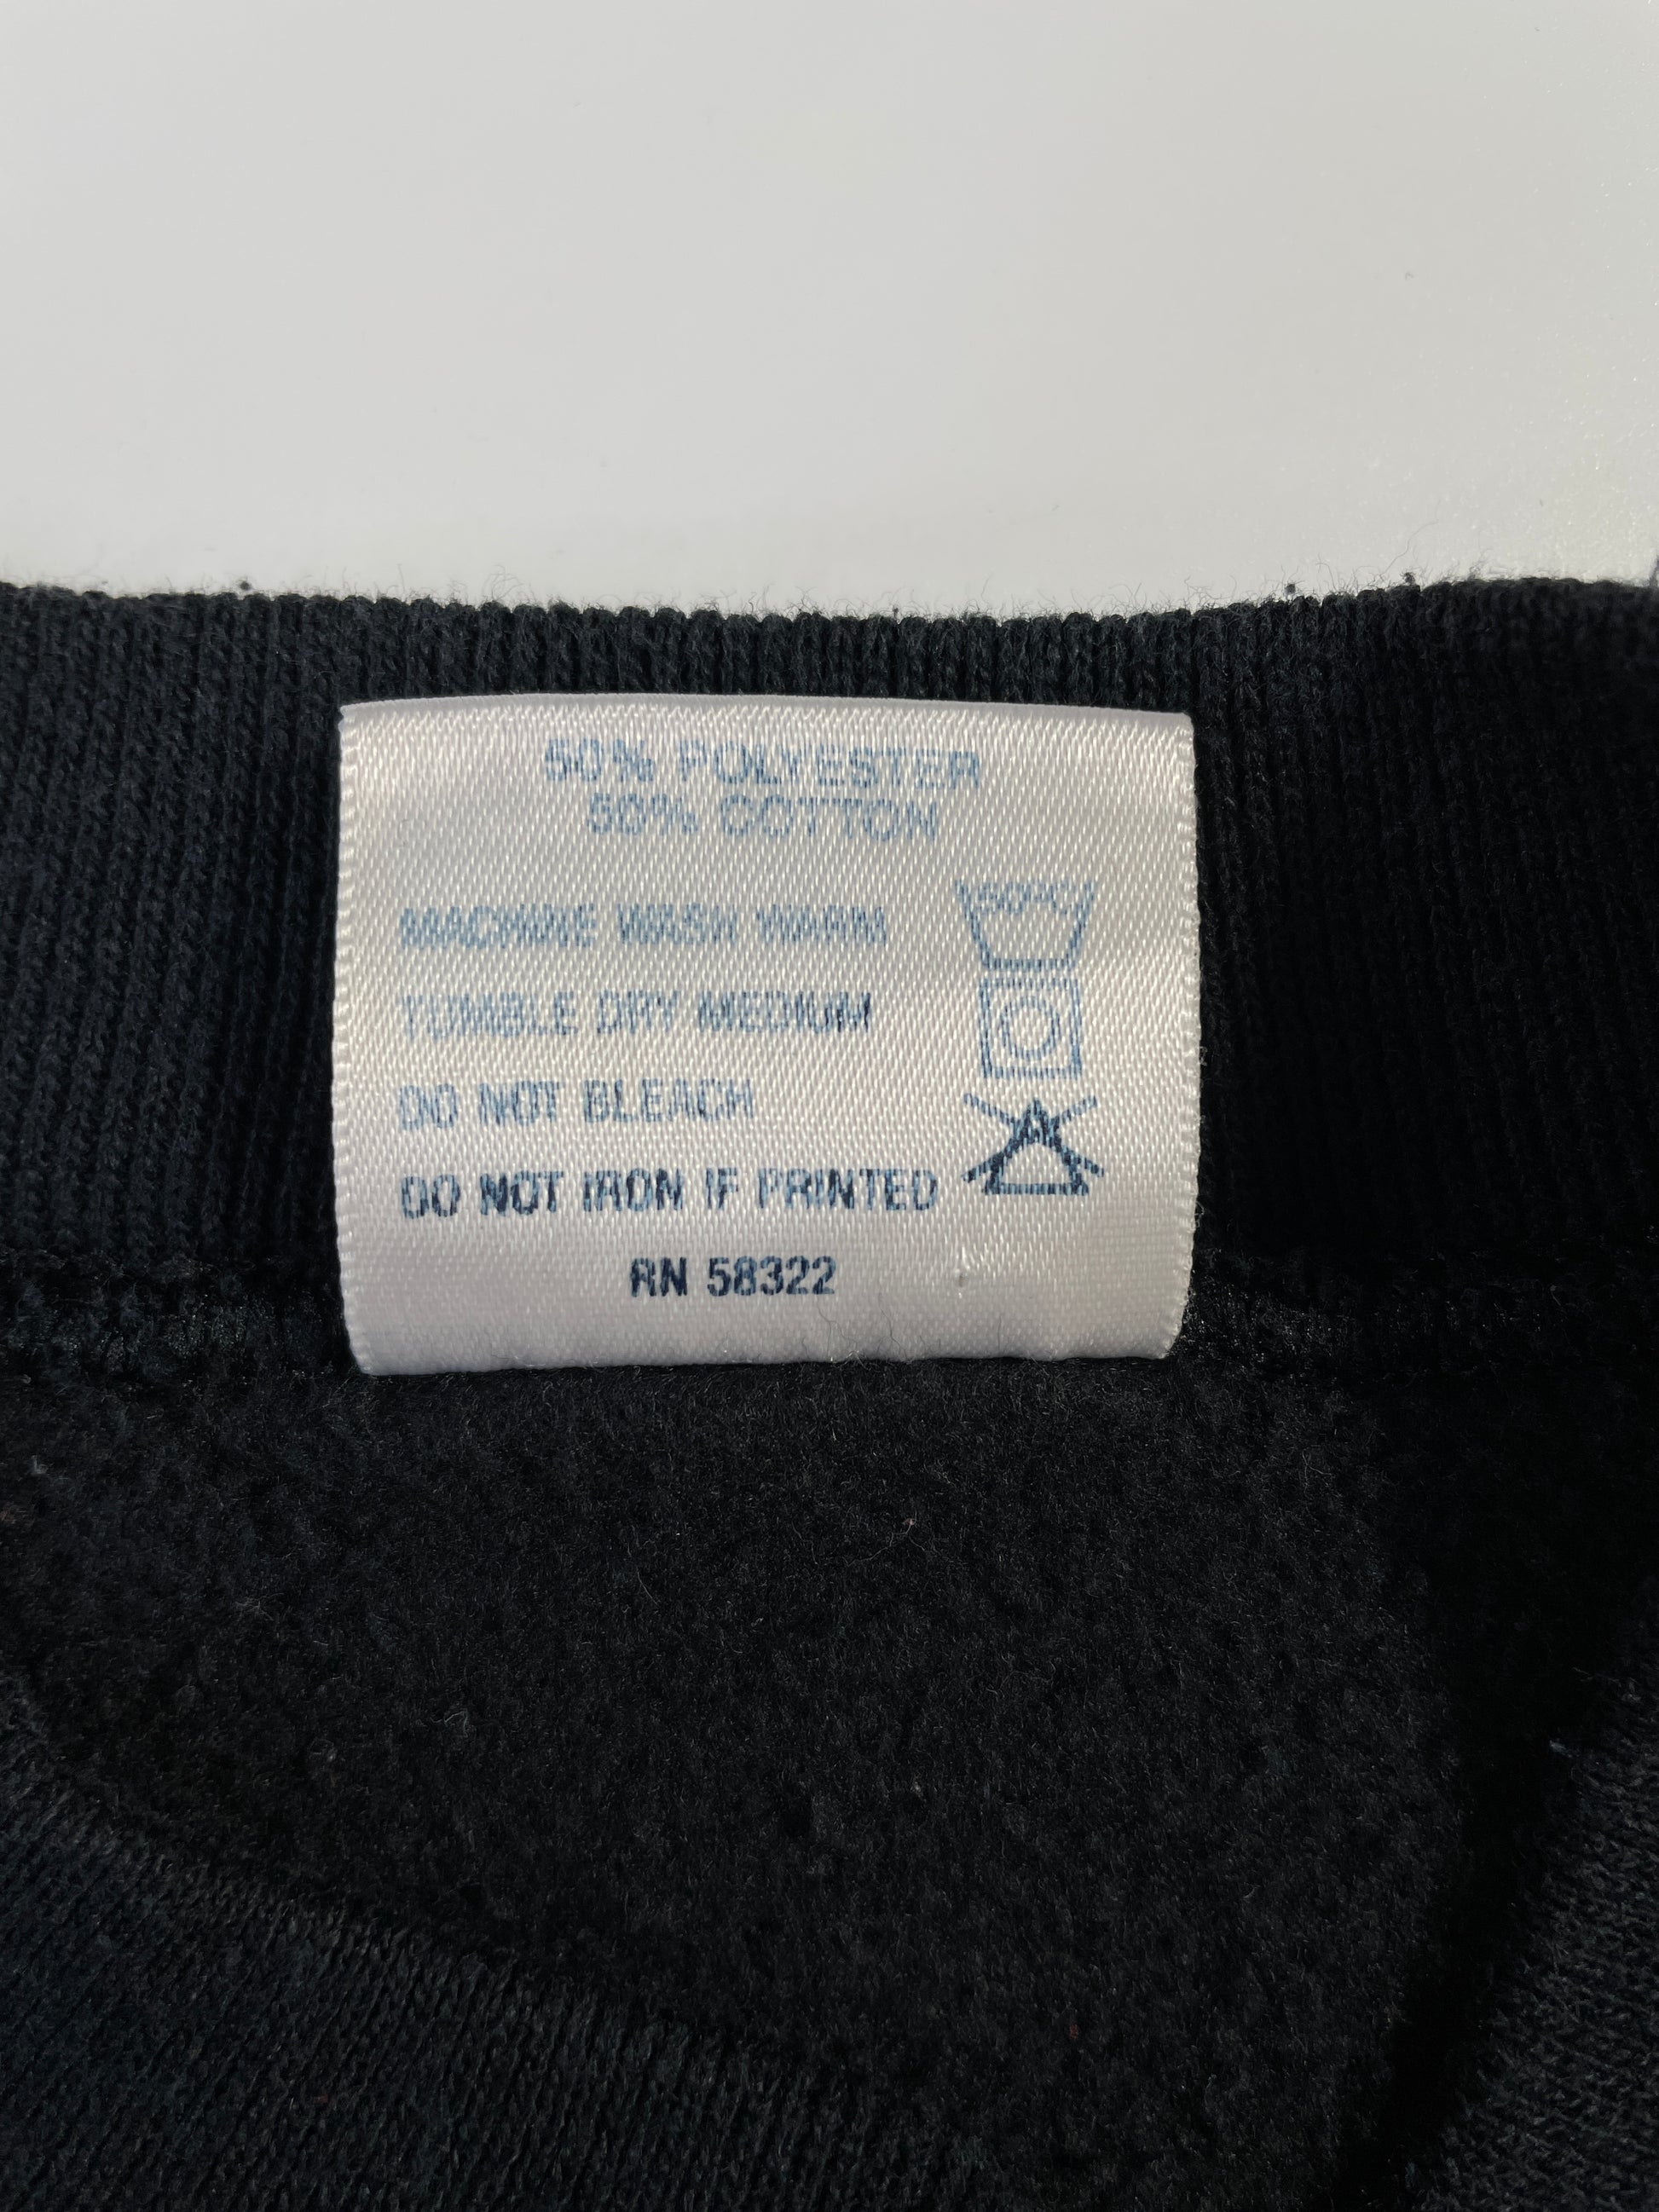 50% POLYESTER
50% COTTON
MACHINE WASH WARM
50°C
TUMBLE DRY MEDIUM
DO NOT BLEACH
DO NOT IRON IF PRINTED
RN 58322